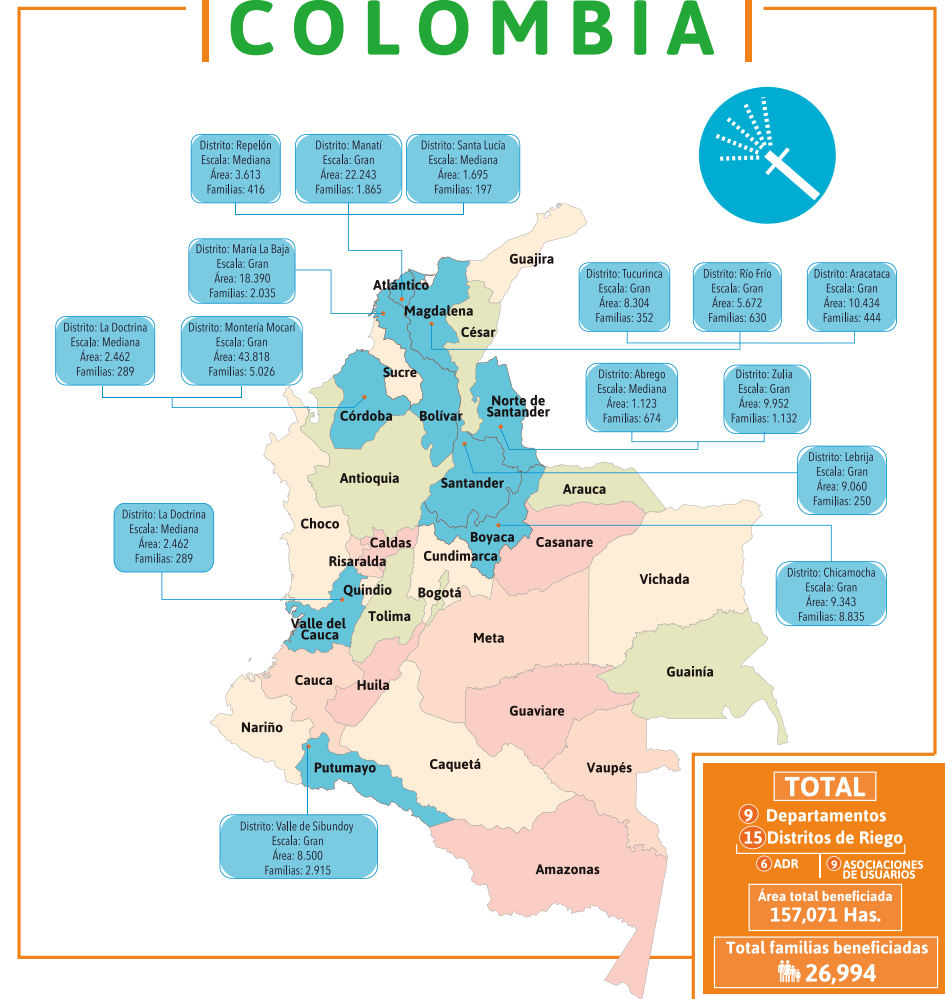 COLOMBIA
Distrito: Repelón
Escala: Mediana
Área: 3.613
Familias: 416
Distrito: Manatí
Escala: Gran
Área: 22.243
Familias: 1.865
Distrito: Santa Lucía
Escala: Mediana
Área: 1.695
Familias: 197
Distrito: María La Baja
Escala: Gran
Área: 18.390
Familias: 2.035
Distrito: Tucurinca
Escala: Gran
Área: 8.304
Familias: 352
Distrito: Río Frío
Escala: Gran
Área: 5.672
Familias: 630
Distrito: Aracataca
Escala: Gran
Área: 10.434
Familias: 444
Distrito: La Doctrina
Escala: Mediana
Área: 2.462
Familias: 289
Distrito: Montería Mocarí
Escala: Gran
Área: 43.818
Familias: 5.026
Distrito: Abrego
Escala: Mediana
Área: 1.123
Familias: 674
Distrito: Zulia
Escala: Gran
Área: 9.952
Familias: 1.132
Distrito: Lebrija
Escala: Gran
Área: 9.060
Familias: 250
Distrito: La Doctrina
Escala: Mediana
Área: 2.462
Familias: 289
Distrito: Chicamocha
Escala: Gran
Área: 9.343
Familias: 8.835
Distrito: Valle de Sibundoy
Escala: Gran
Área: 8.500
Familias: 2.915
Guajira
Atlántico
Magdalena
César
Sucre
Norte de
Santander
Córdoba
Bolívar
Antioquia
Santander
Arauca
Choco
Boyaca
Caldas
Casanare
Cundimarca
Risaralda
Vichada
Quindio
Bogotá
Tolima
Valle del
Cauca
Meta
Guainía
Cauca
Huila
Guaviare
Nariño
Caquetá
Putumayo
Vaupés
Amazonas
TOTAL
9 Departamentos
15 Distritos de Riego
6 ADR
9 ASOCIACIONES
DE USUARIOS
Área total beneficiada
157,071 Has.
Total familias beneficiadas
26,994